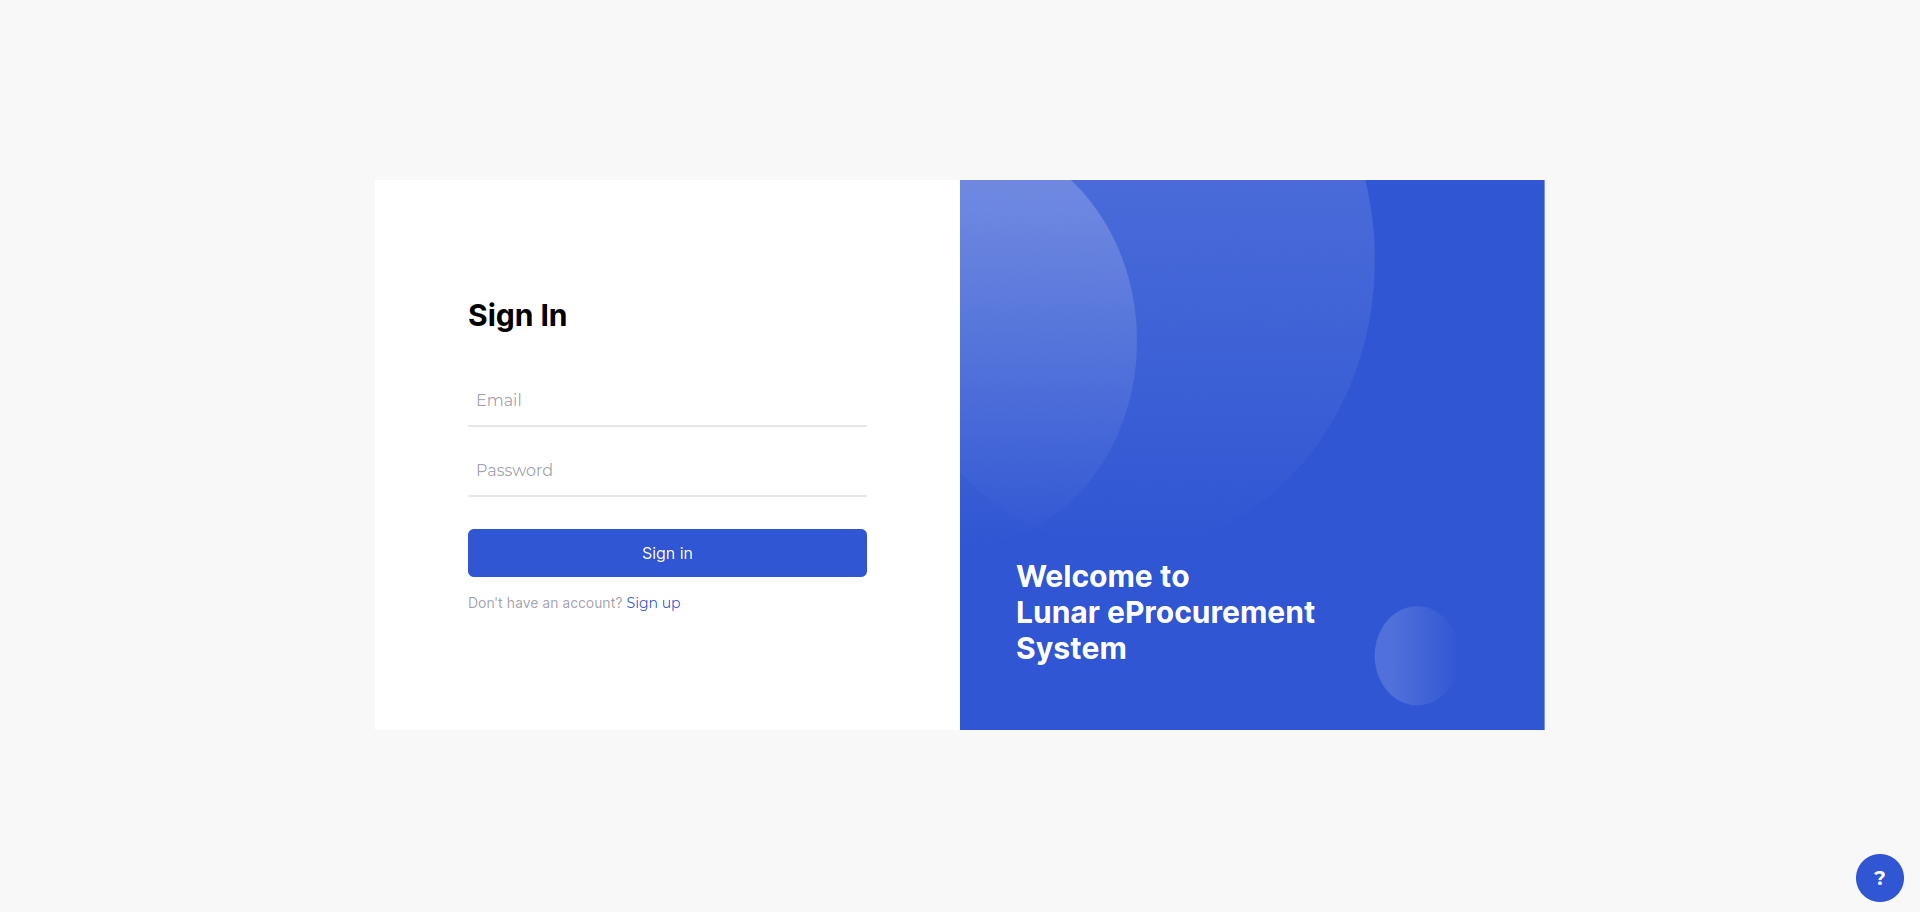 Sign In
Email
Password
Sign in
Don't have an account? Sign up
Welcome to
Lunar eProcurement
System
?